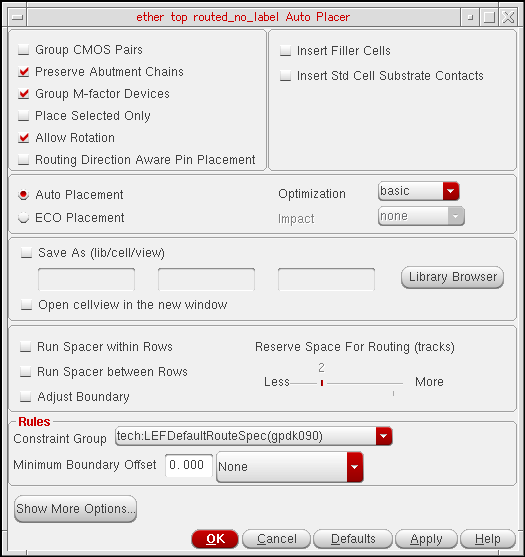 ether top routed_no_label Auto Placer
Group CMOS Pairs
Preserve Abutment Chains
Group M-factor Devices
Place Selected Only
Allow Rotation
Routing Direction Aware Pin Placement
Insert Filler Cells
Insert Std Cell Substrate Contacts
Auto Placement
ECO Placement
Optimization basic
Impact none
Save As (lib/cell/view)
Library Browser
Open cellview in the new window
Run Spacer within Rows
Run Spacer between Rows
Adjust Boundary
Reserve Space For Routing (tracks)
2
Less More
Rules
Constraint Group tech:LEFDefaultRouteSpec(gpdk090)
Minimum Boundary Offset 0.000 None
Show More Options...
OK Cancel Defaults Apply Help